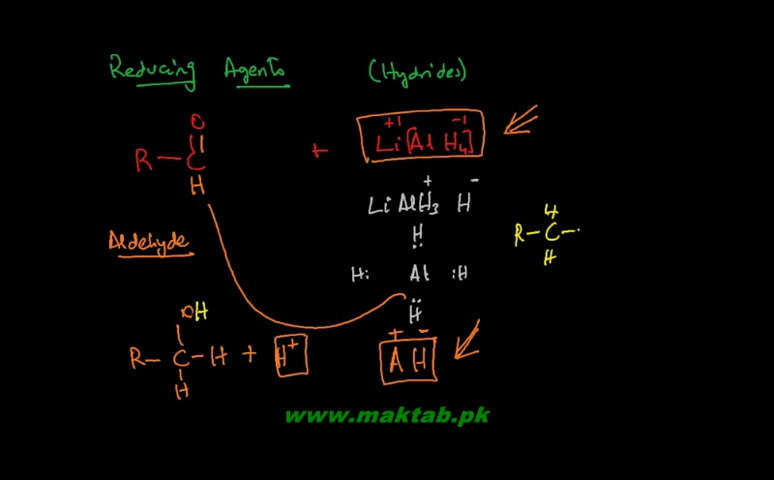 Reducing Agents (Hydrides)
O
R—C + Li[Al H4]
+1 -1
H
+ -
Li AlH3 H
Aldehyde
H
H: Al :H
H
H
R—C—
H
OH
R—C—H + H+
H
+ -
A H
www.maktab.pk